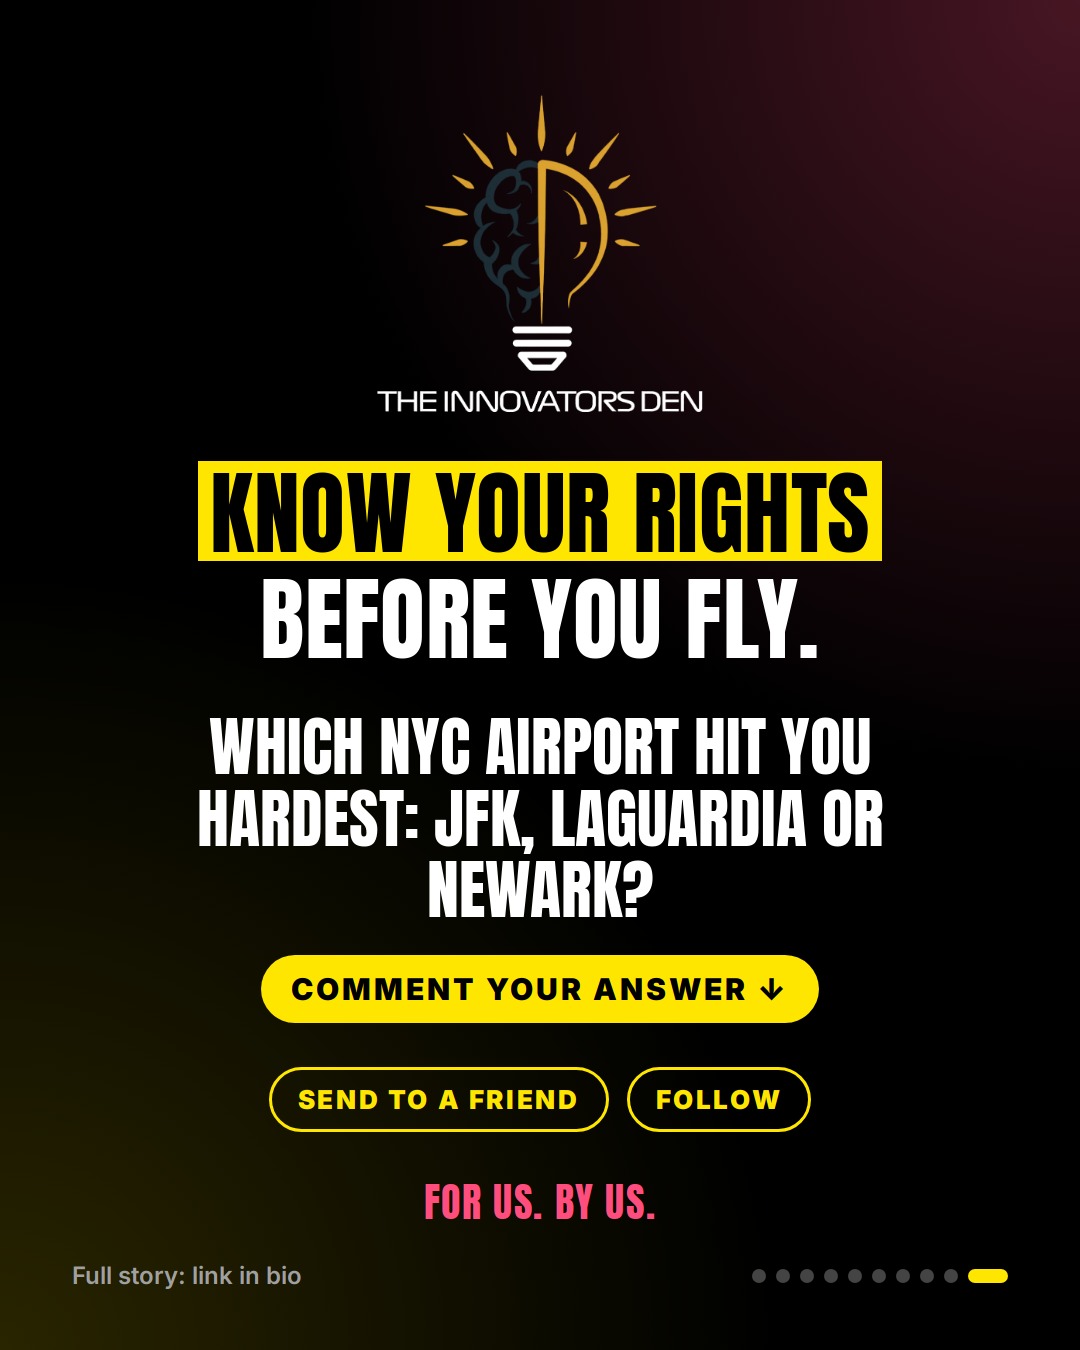 THE INNOVATORS DEN
KNOW YOUR RIGHTS
BEFORE YOU FLY.
WHICH NYC AIRPORT HIT YOU
HARDEST: JFK, LAGUARDIA OR
NEWARK?
COMMENT YOUR ANSWER ↓
SEND TO A FRIEND
FOLLOW
FOR US. BY US.
Full story: link in bio